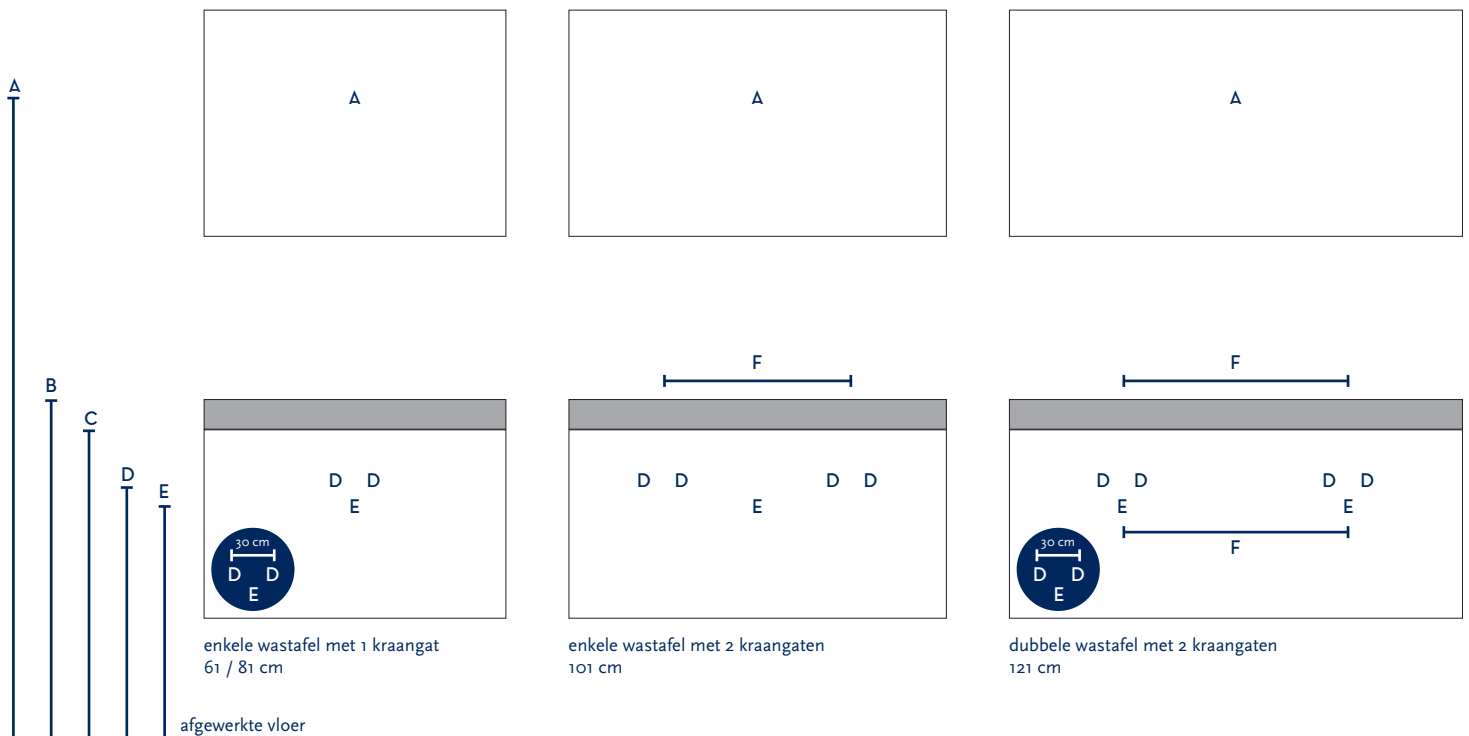 A
A
A
A
B
F
F
C
D
E
D D
E
D D
D D
E
D D
D D
E
E
F
30 cm
D D
E
30 cm
D D
E
enkele wastafel met 1 kraangat
61 / 81 cm
enkele wastafel met 2 kraangaten
101 cm
dubbele wastafel met 2 kraangaten
121 cm
afgewerkte vloer